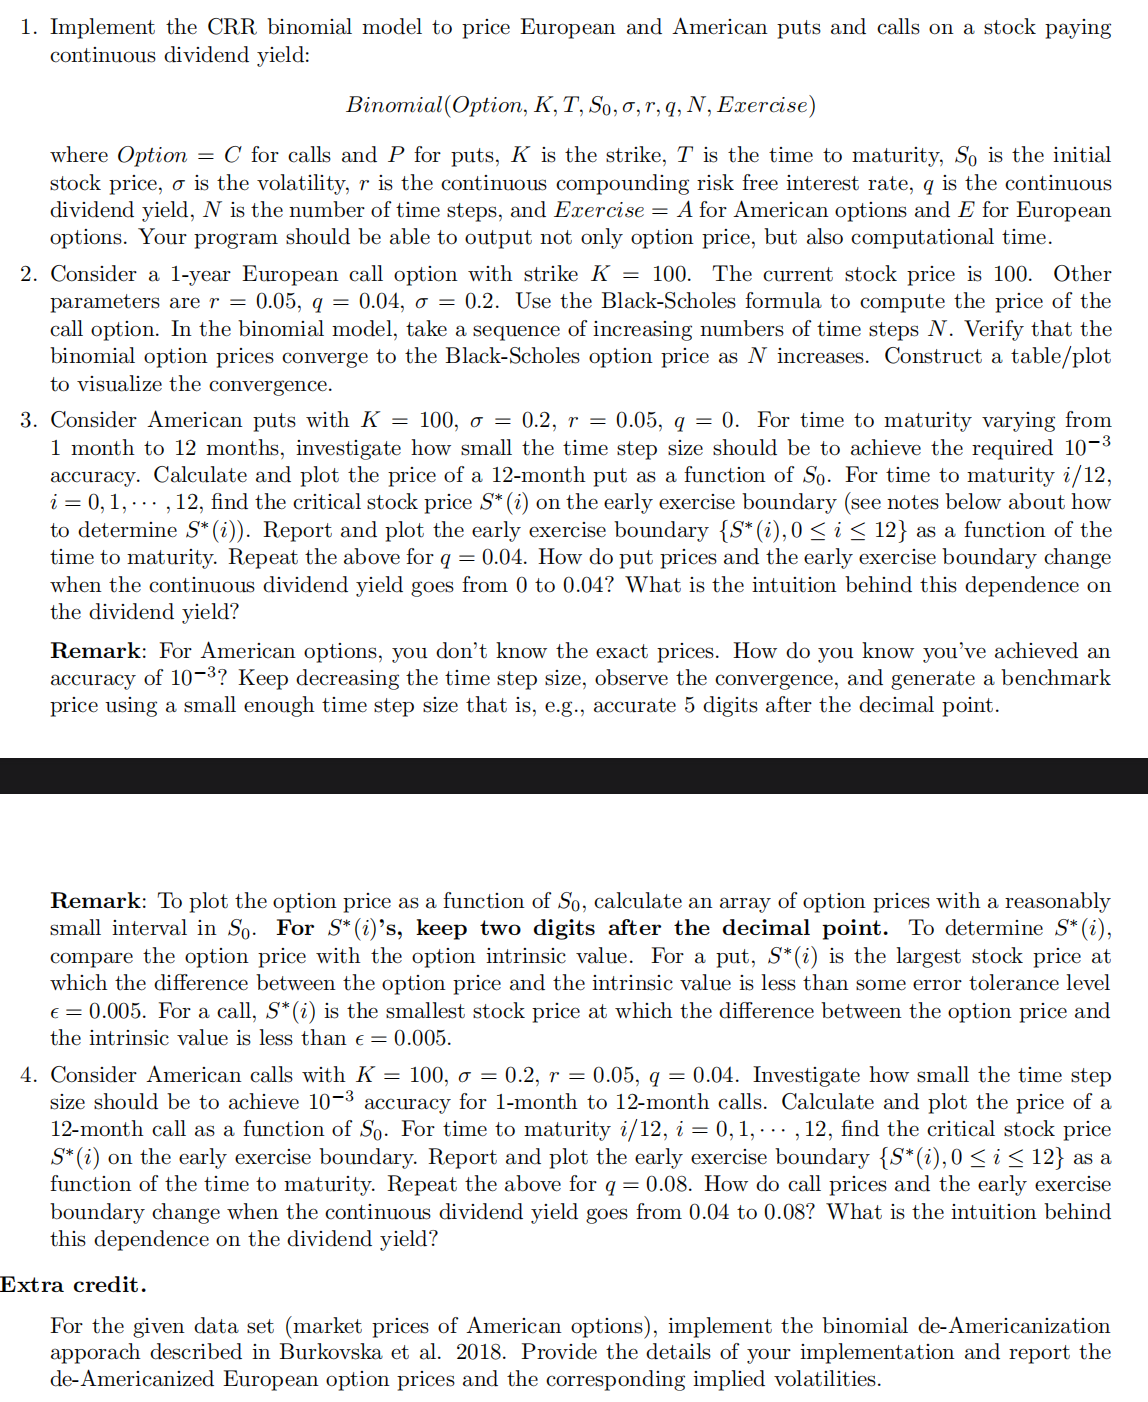 1. Implement the CRR binomial model to price European and American puts and calls on a stock paying
continuous dividend yield:
Binomial(Option, K, T, S₀, σ, r, q, N, Exercise)
where Option = C for calls and P for puts, K is the strike, T is the time to maturity, S₀ is the initial
stock price, σ is the volatility, r is the continuous compounding risk free interest rate, q is the continuous
dividend yield, N is the number of time steps, and Exercise = A for American options and E for European
options. Your program should be able to output not only option price, but also computational time.
2. Consider a 1-year European call option with strike K = 100. The current stock price is 100. Other
parameters are r = 0.05, q = 0.04, σ = 0.2. Use the Black-Scholes formula to compute the price of the
call option. In the binomial model, take a sequence of increasing numbers of time steps N. Verify that the
binomial option prices converge to the Black-Scholes option price as N increases. Construct a table/plot
to visualize the convergence.
3. Consider American puts with K = 100, σ = 0.2, r = 0.05, q = 0. For time to maturity varying from
1 month to 12 months, investigate how small the time step size should be to achieve the required 10⁻³
accuracy. Calculate and plot the price of a 12-month put as a function of S₀. For time to maturity i/12,
i = 0, 1, ⋯ , 12, find the critical stock price S*(i) on the early exercise boundary (see notes below about how
to determine S*(i)). Report and plot the early exercise boundary {S*(i), 0 ≤ i ≤ 12} as a function of the
time to maturity. Repeat the above for q = 0.04. How do put prices and the early exercise boundary change
when the continuous dividend yield goes from 0 to 0.04? What is the intuition behind this dependence on
the dividend yield?
Remark: For American options, you don't know the exact prices. How do you know you've achieved an
accuracy of 10⁻³? Keep decreasing the time step size, observe the convergence, and generate a benchmark
price using a small enough time step size that is, e.g., accurate 5 digits after the decimal point.
Remark: To plot the option price as a function of S₀, calculate an array of option prices with a reasonably
small interval in S₀. For S*(i)'s, keep two digits after the decimal point. To determine S*(i),
compare the option price with the option intrinsic value. For a put, S*(i) is the largest stock price at
which the difference between the option price and the intrinsic value is less than some error tolerance level
ϵ = 0.005. For a call, S*(i) is the smallest stock price at which the difference between the option price and
the intrinsic value is less than ϵ = 0.005.
4. Consider American calls with K = 100, σ = 0.2, r = 0.05, q = 0.04. Investigate how small the time step
size should be to achieve 10⁻³ accuracy for 1-month to 12-month calls. Calculate and plot the price of a
12-month call as a function of S₀. For time to maturity i/12, i = 0, 1, ⋯ , 12, find the critical stock price
S*(i) on the early exercise boundary. Report and plot the early exercise boundary {S*(i), 0 ≤ i ≤ 12} as a
function of the time to maturity. Repeat the above for q = 0.08. How do call prices and the early exercise
boundary change when the continuous dividend yield goes from 0.04 to 0.08? What is the intuition behind
this dependence on the dividend yield?
Extra credit.
For the given data set (market prices of American options), implement the binomial de-Americanization
apporach described in Burkovska et al. 2018. Provide the details of your implementation and report the
de-Americanized European option prices and the corresponding implied volatilities.